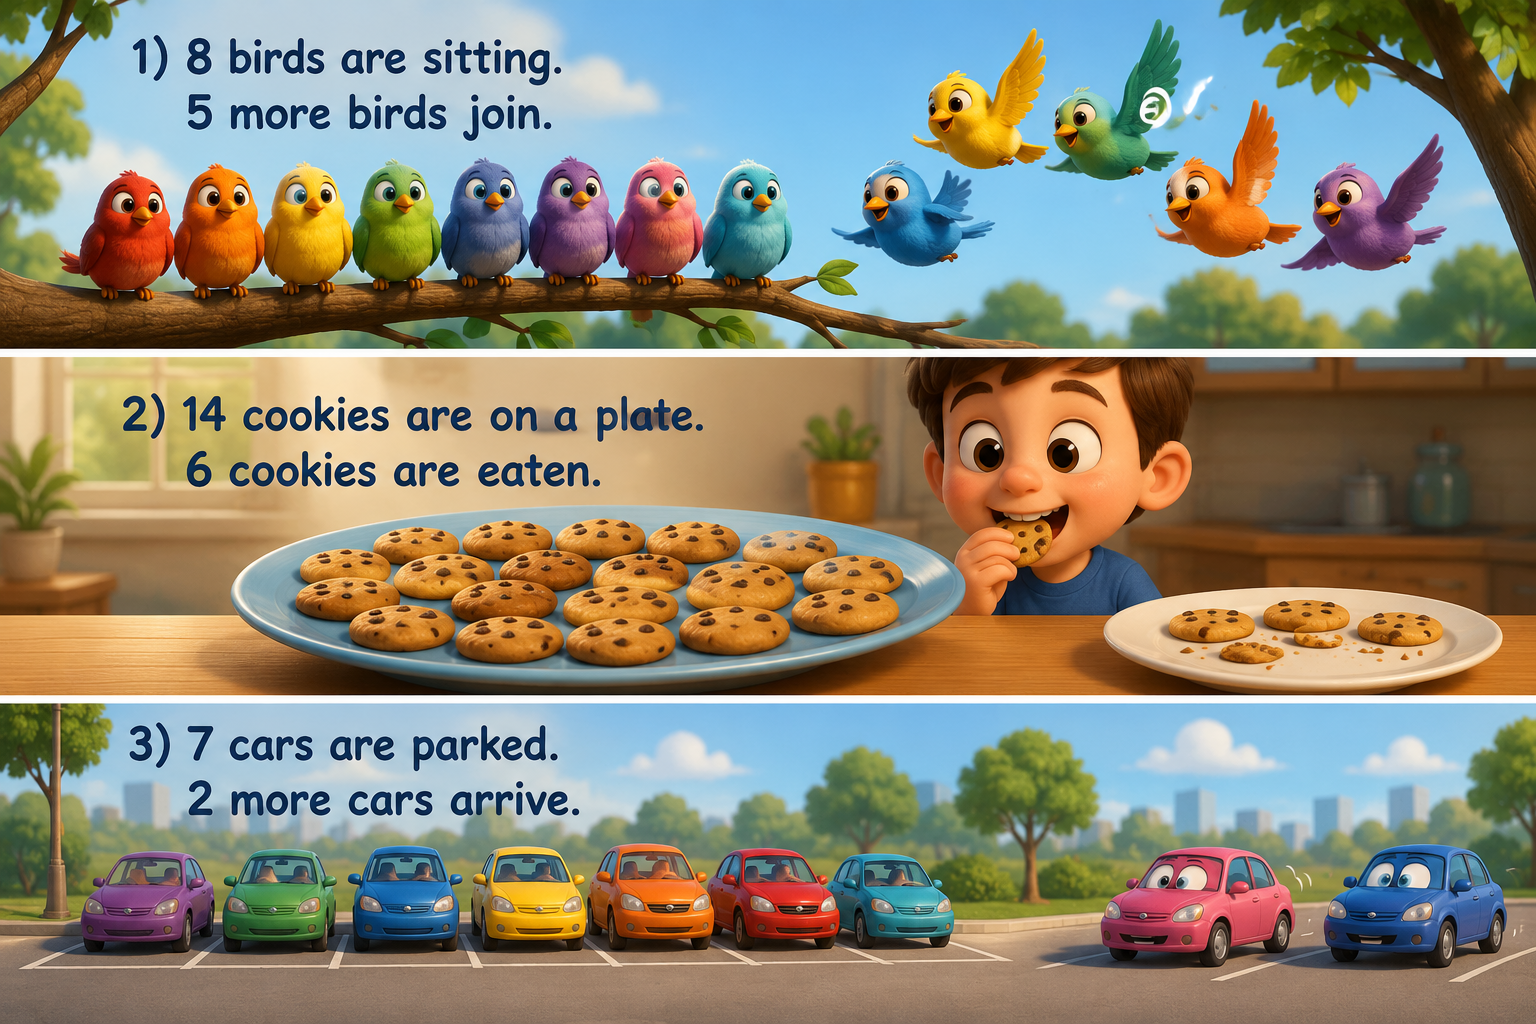 1) 8 birds are sitting.
5 more birds join.
2) 14 cookies are on a plate.
6 cookies are eaten.
3) 7 cars are parked.
2 more cars arrive.